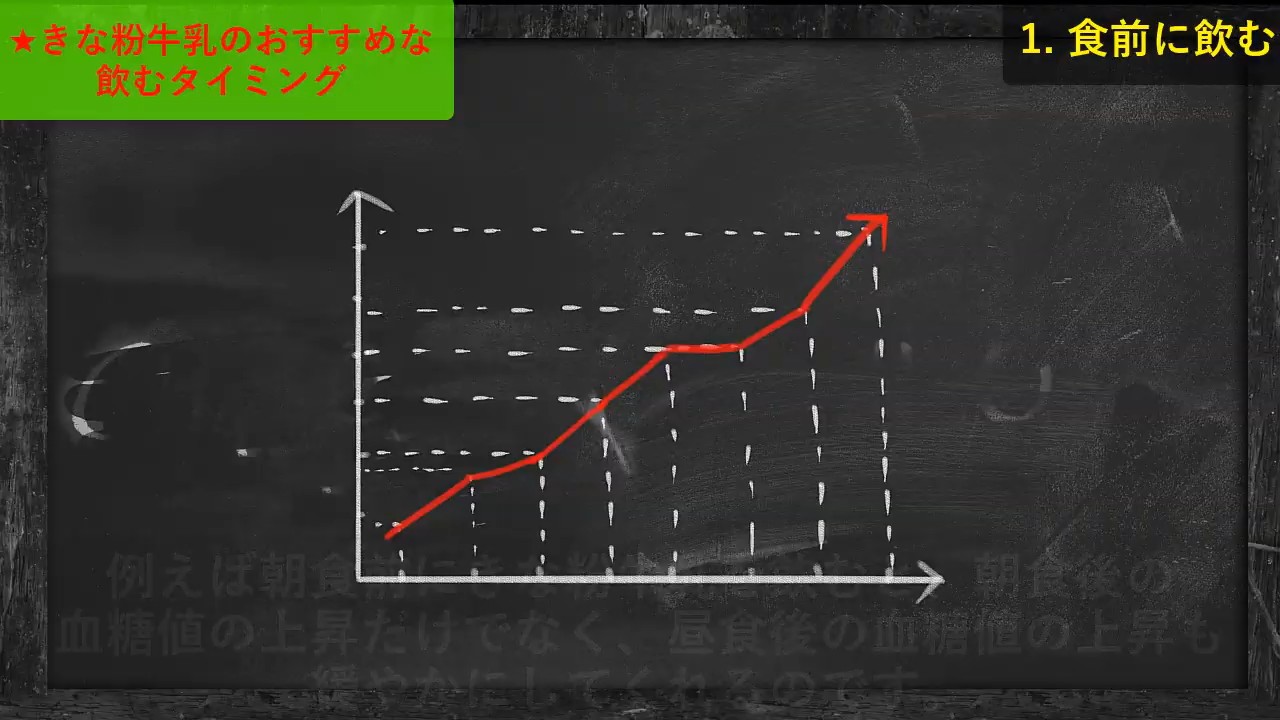 ★きな粉牛乳のおすすめな
飲むタイミング
1. 食前に飲む
例えば朝食前にきな粉牛乳を飲むと、朝食後の
血糖値の上昇だけでなく、昼食後の血糖値の上昇も
緩やかにしてくれるのです。